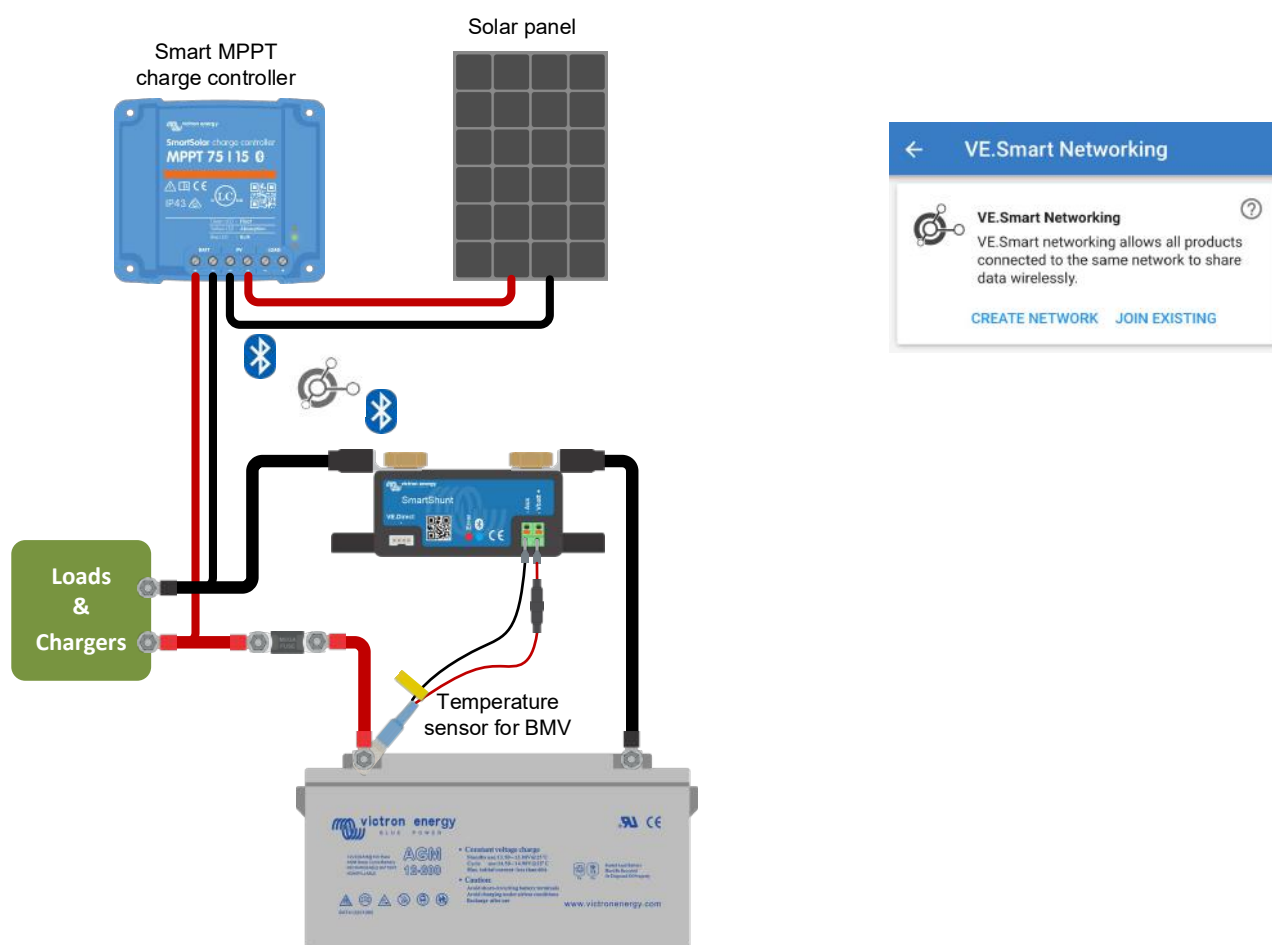 Solar panel
Smart MPPT
charge controller
victron energy
SmartSolar charge controller
MPPT 75 | 15
IP43
BATT
PV
LOAD
VE.Smart Networking
VE.Smart Networking
VE.Smart networking allows all products
connected to the same network to share
data wirelessly.
CREATE NETWORK JOIN EXISTING
victron energy
SmartShunt
VE.Direct
Error
Aux
Vbatt +
Loads
&
Chargers
Temperature
sensor for BMV
victron energy
BLUE POWER
AGM
• Constant voltage charge
• Caution:
www.victronenergy.com